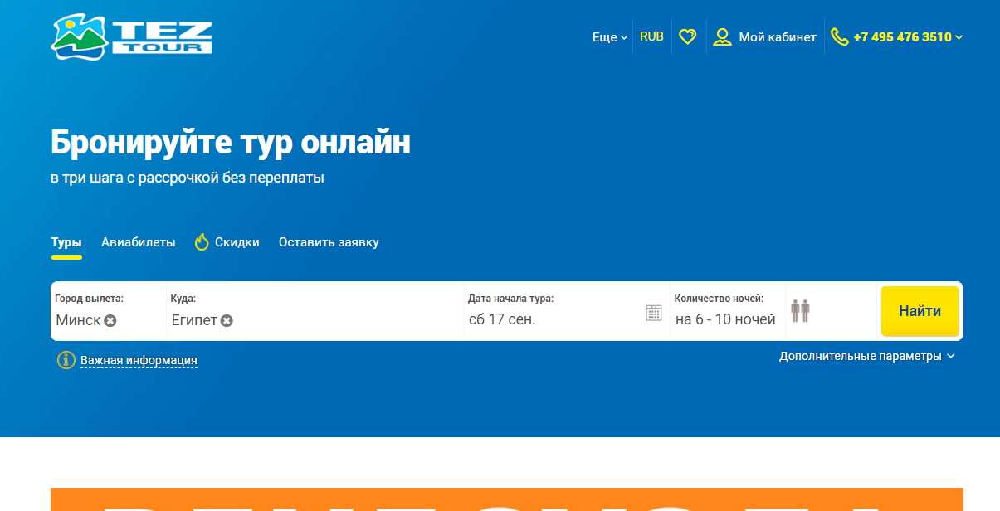 TEZ
TOUR
Еще
RUB
Мой кабинет
+7 495 476 3510
Бронируйте тур онлайн
в три шага с рассрочкой без переплаты
Туры
Авиабилеты
Скидки
Оставить заявку
Город вылета:
Минск
Куда:
Египет
Дата начала тура:
сб 17 сен.
Количество ночей:
на 6 - 10 ночей
Найти
Важная информация
Дополнительные параметры